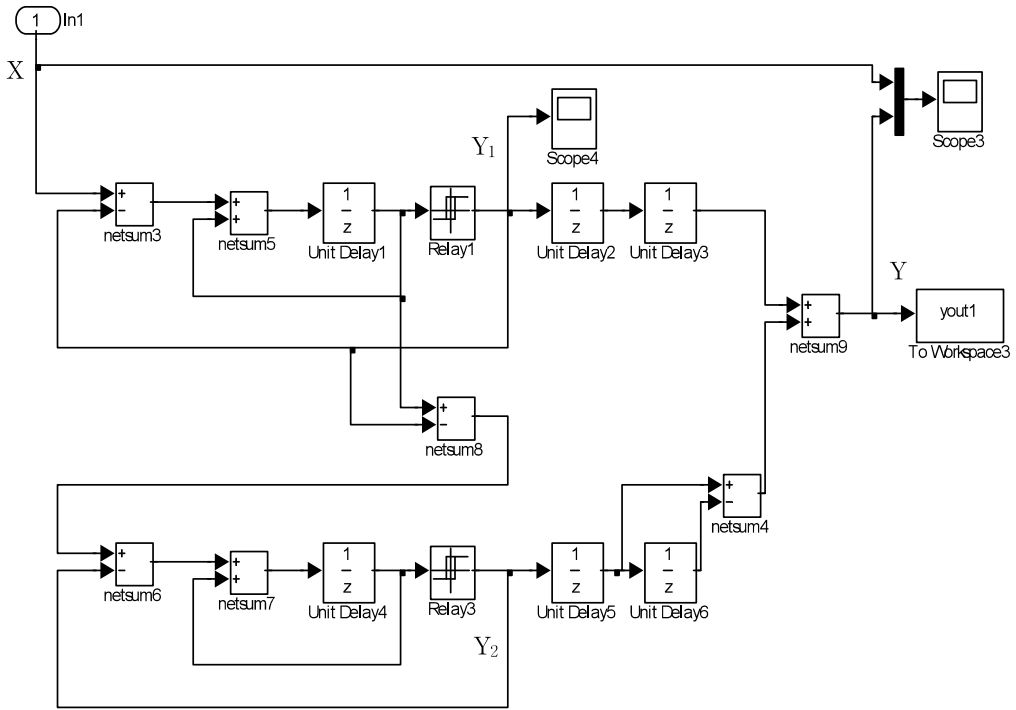 1 In1
X
Scope3
Y1
Scope4
+
−
netsum3
+
+
netsum5
1
z
Unit Delay1
Relay1
1
z
Unit Delay2
1
z
Unit Delay3
Y
+
+
netsum9
yout1
To Workspace3
+
−
netsum8
+
−
netsum4
+
−
netsum6
+
+
netsum7
1
z
Unit Delay4
Relay3
1
z
Unit Delay5
1
z
Unit Delay6
Y2